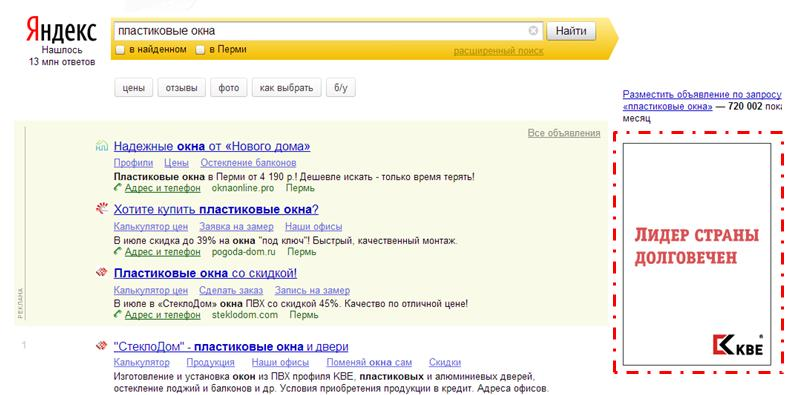 Яндекс
Нашлось
13 млн ответов
пластиковые окна
Найти
в найденном
в Перми
расширенный поиск
цены
отзывы
фото
как выбрать
б/у
Разместить объявление по запросу
«пластиковые окна» — 720 002 пока
месяц
Все объявления
Надежные окна от «Нового дома»
Профили Цены Остекление балконов
Пластиковые окна в Перми от 4 190 р.! Дешевле искать - только время терять!
Адрес и телефон oknaonline.pro Пермь
Хотите купить пластиковые окна?
Калькулятор цен Заявка на замер Наши офисы
В июле скидка до 39% на окна "под ключ"! Быстрый, качественный монтаж.
Адрес и телефон pogoda-dom.ru Пермь
Пластиковые окна со скидкой!
Калькулятор цен Сделать заказ Запись на замер
В июле в «СтеклоДом» окна ПВХ со скидкой 45%. Качество по отличной цене!
Адрес и телефон steklodom.com Пермь
РЕКЛАМА
1
"СтеклоДом" - пластиковые окна и двери
Калькулятор Продукция Наши офисы Поменяй окна сам Скидки
Изготовление и установка окон из ПВХ профиля KBE, пластиковых и алюминиевых дверей,
остекление лоджий и балконов и др. Условия приобретения продукции в кредит. Адреса офисов.
ЛИДЕР СТРАНЫ
ДОЛГОВЕЧЕН
KBE®